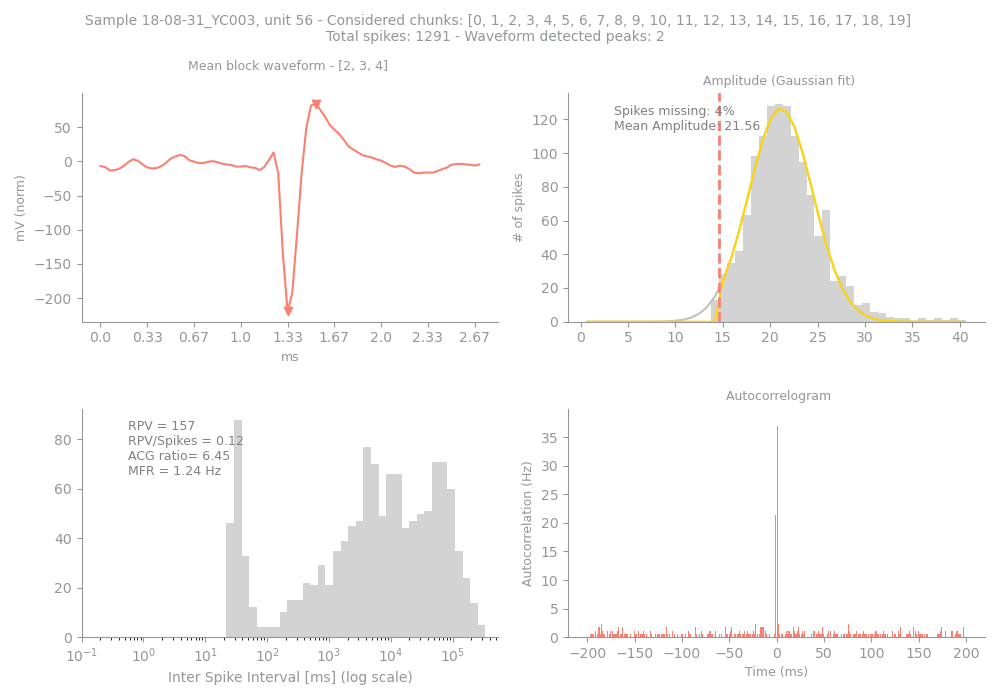 Sample 18-08-31_YC003, unit 56 - Considered chunks: [0, 1, 2, 3, 4, 5, 6, 7, 8, 9, 10, 11, 12, 13, 14, 15, 16, 17, 18, 19]
Total spikes: 1291 - Waveform detected peaks: 2
Mean block waveform - [2, 3, 4]
50
0
−50
−100
−150
−200
mV (norm)
0.0 0.33 0.67 1.0 1.33 1.67 2.0 2.33 2.67
ms
Amplitude (Gaussian fit)
Spikes missing: 4%
Mean Amplitude: 21.56
120
100
80
60
40
20
0
# of spikes
0 5 10 15 20 25 30 35 40
RPV = 157
RPV/Spikes = 0.12
ACG ratio= 6.45
MFR = 1.24 Hz
80
60
40
20
0
10⁻¹ 10⁰ 10¹ 10² 10³ 10⁴ 10⁵
Inter Spike Interval [ms] (log scale)
Autocorrelogram
35
30
25
20
15
10
5
0
Autocorrelation (Hz)
−200 −150 −100 −50 0 50 100 150 200
Time (ms)